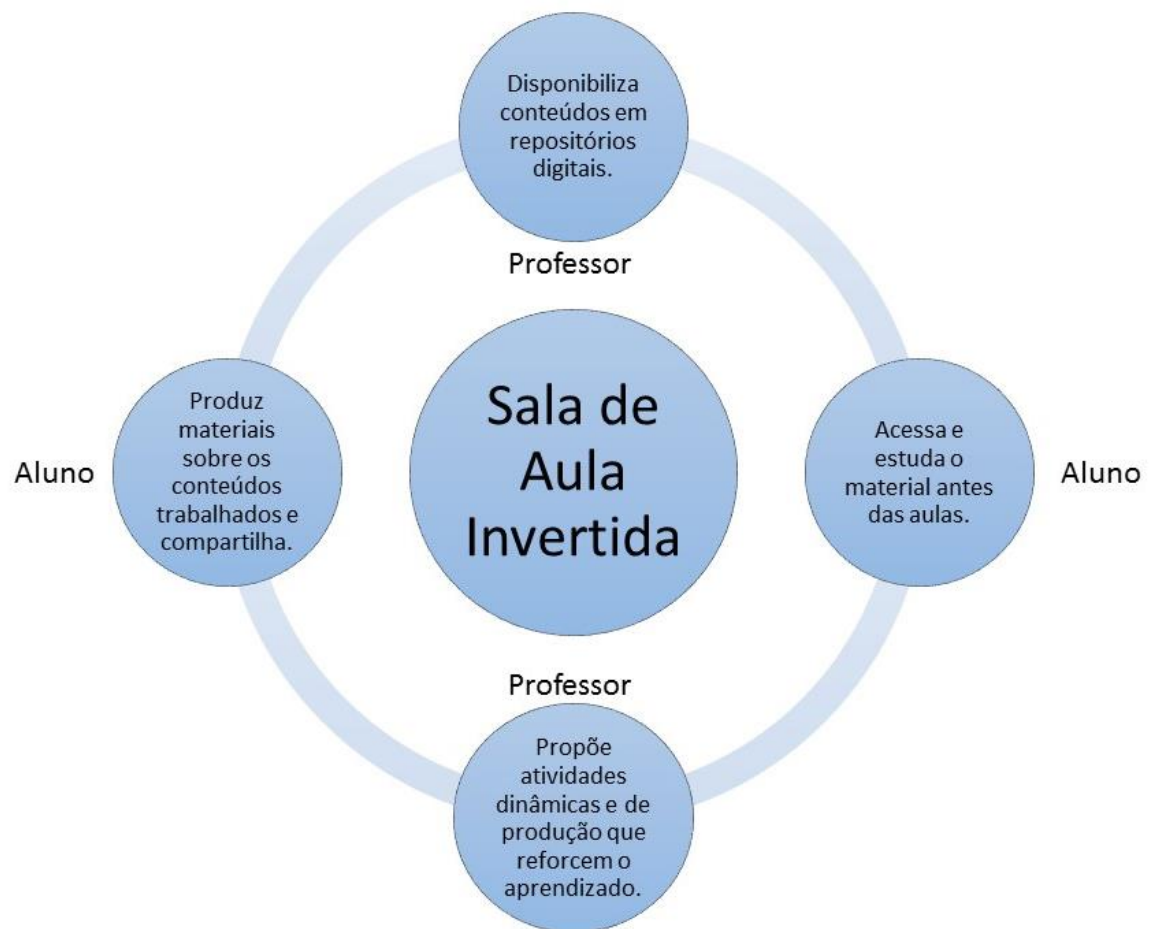 Disponibiliza
conteúdos em
repositórios
digitais.
Professor
Sala de
Aula
Invertida
Produz
materiais
sobre os
conteúdos
trabalhados e
compartilha.
Aluno
Acessa e
estuda o
material antes
das aulas.
Aluno
Professor
Propõe
atividades
dinâmicas e de
produção que
reforcem o
aprendizado.